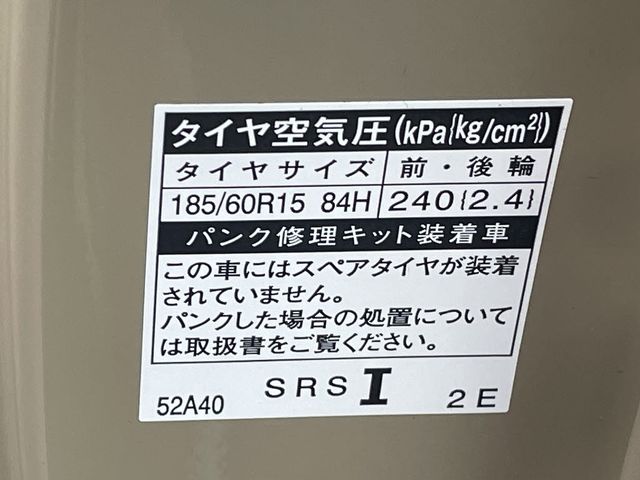 タイヤ空気圧(kPa{kg/cm²})
タイヤサイズ 前・後輪
185/60R15 84H 240{2.4}
パンク修理キット装着車
この車にはスペアタイヤが装着
されていません。
パンクした場合の処置について
は取扱書をご覧ください。
52A40 SRS I 2E